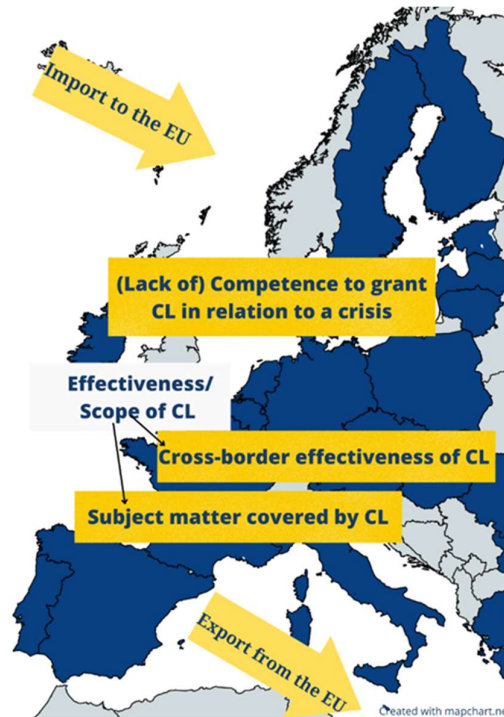 Import to the EU
(Lack of) Competence to grant
CL in relation to a crisis
Effectiveness/
Scope of CL
Cross-border effectiveness of CL
Subject matter covered by CL
Export from the EU
Created with mapchart.ne